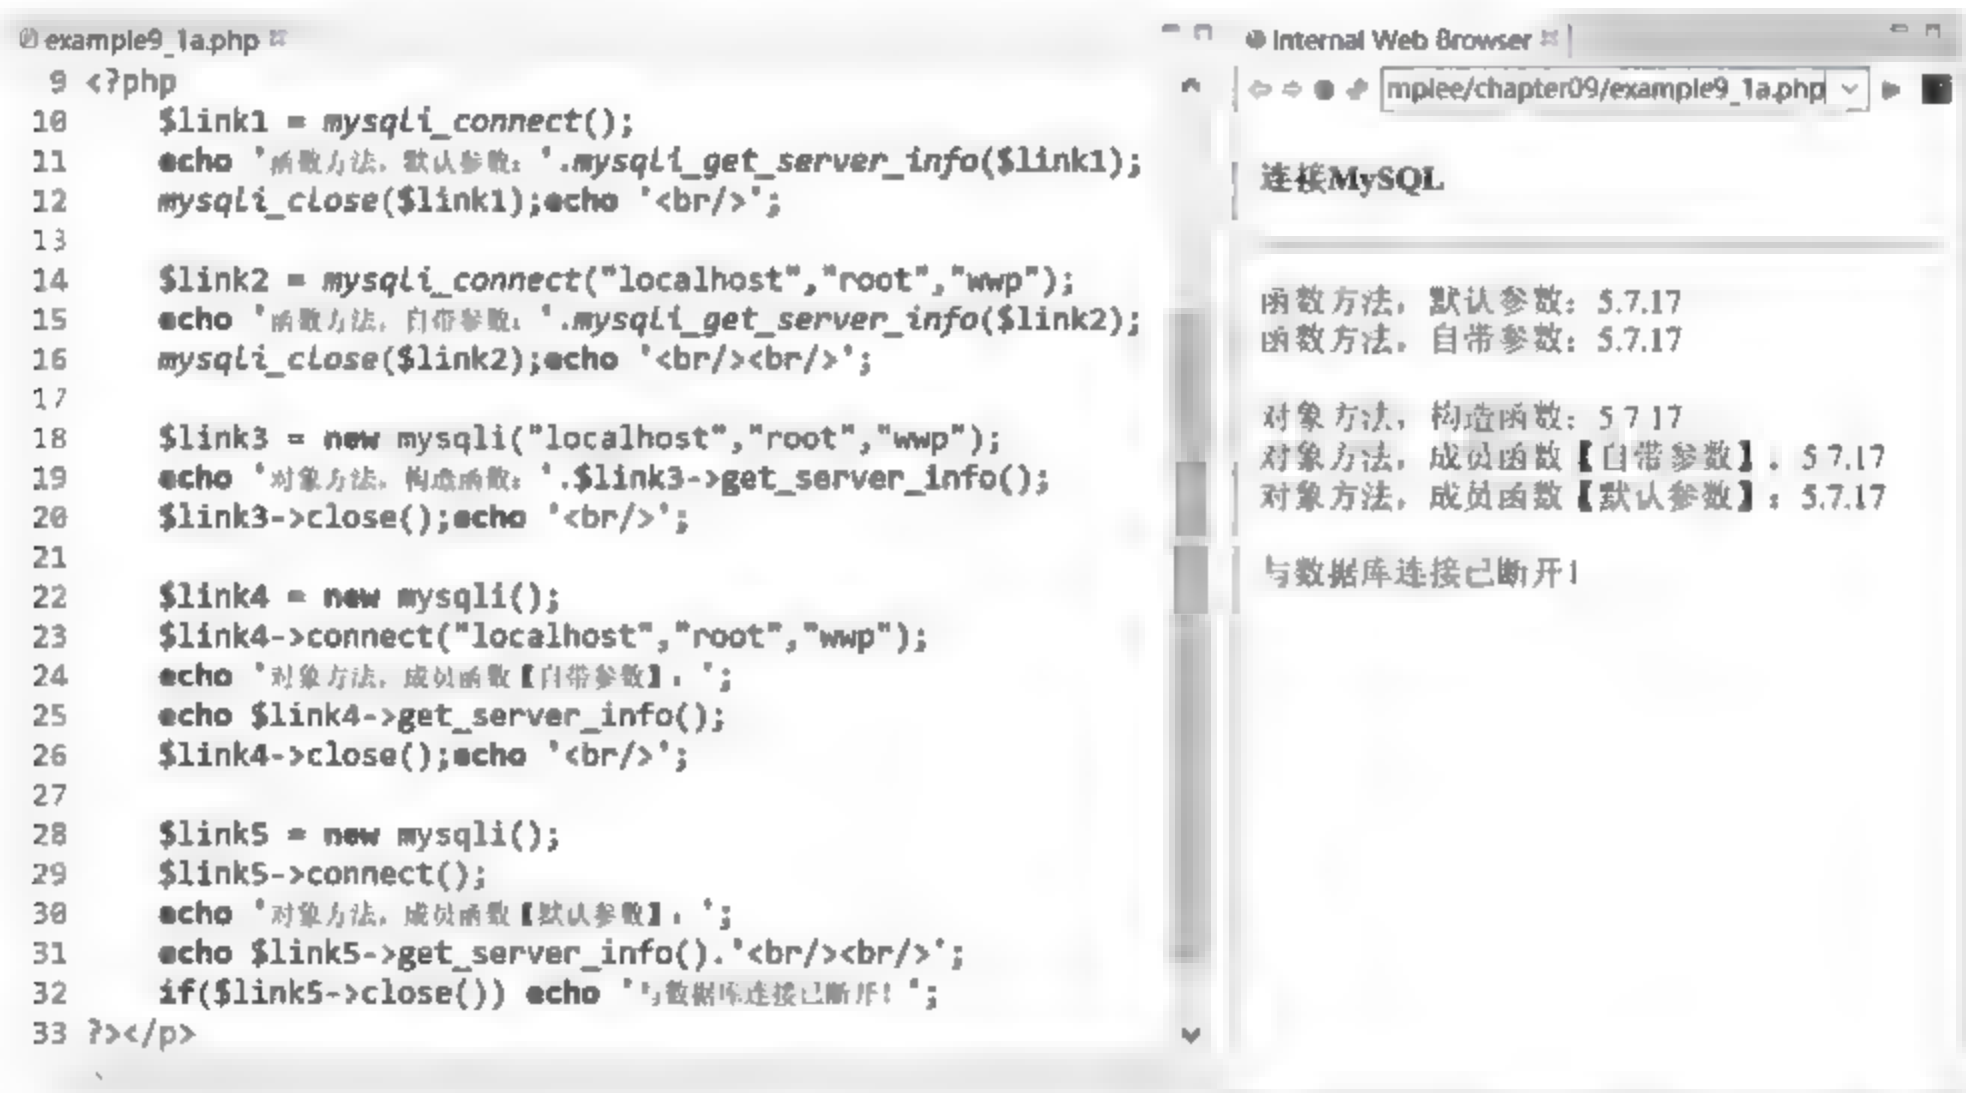 example9_1a.php
9 <?php
10 $link1 = mysqli_connect();
11 echo '函数方法，默认参数：'.mysqli_get_server_info($link1);
12 mysqli_close($link1);echo '<br/>';
13
14 $link2 = mysqli_connect("localhost","root","wwp");
15 echo '函数方法，自带参数：'.mysqli_get_server_info($link2);
16 mysqli_close($link2);echo '<br/><br/>';
17
18 $link3 = new mysqli("localhost","root","wwp");
19 echo '对象方法，构造函数：'.$link3->get_server_info();
20 $link3->close();echo '<br/>';
21
22 $link4 = new mysqli();
23 $link4->connect("localhost","root","wwp");
24 echo '对象方法，成员函数【自带参数】：';
25 echo $link4->get_server_info();
26 $link4->close();echo '<br/>';
27
28 $link5 = new mysqli();
29 $link5->connect();
30 echo '对象方法，成员函数【默认参数】：';
31 echo $link5->get_server_info().'<br/><br/>';
32 if($link5->close()) echo '与数据库连接已断开！';
33 ?></p>
Internal Web Browser
mplee/chapter09/example9_1a.php
连接MySQL
函数方法，默认参数：5.7.17
函数方法，自带参数：5.7.17
对象方法，构造函数：5.7.17
对象方法，成员函数【自带参数】：5.7.17
对象方法，成员函数【默认参数】：5.7.17
与数据库连接已断开！